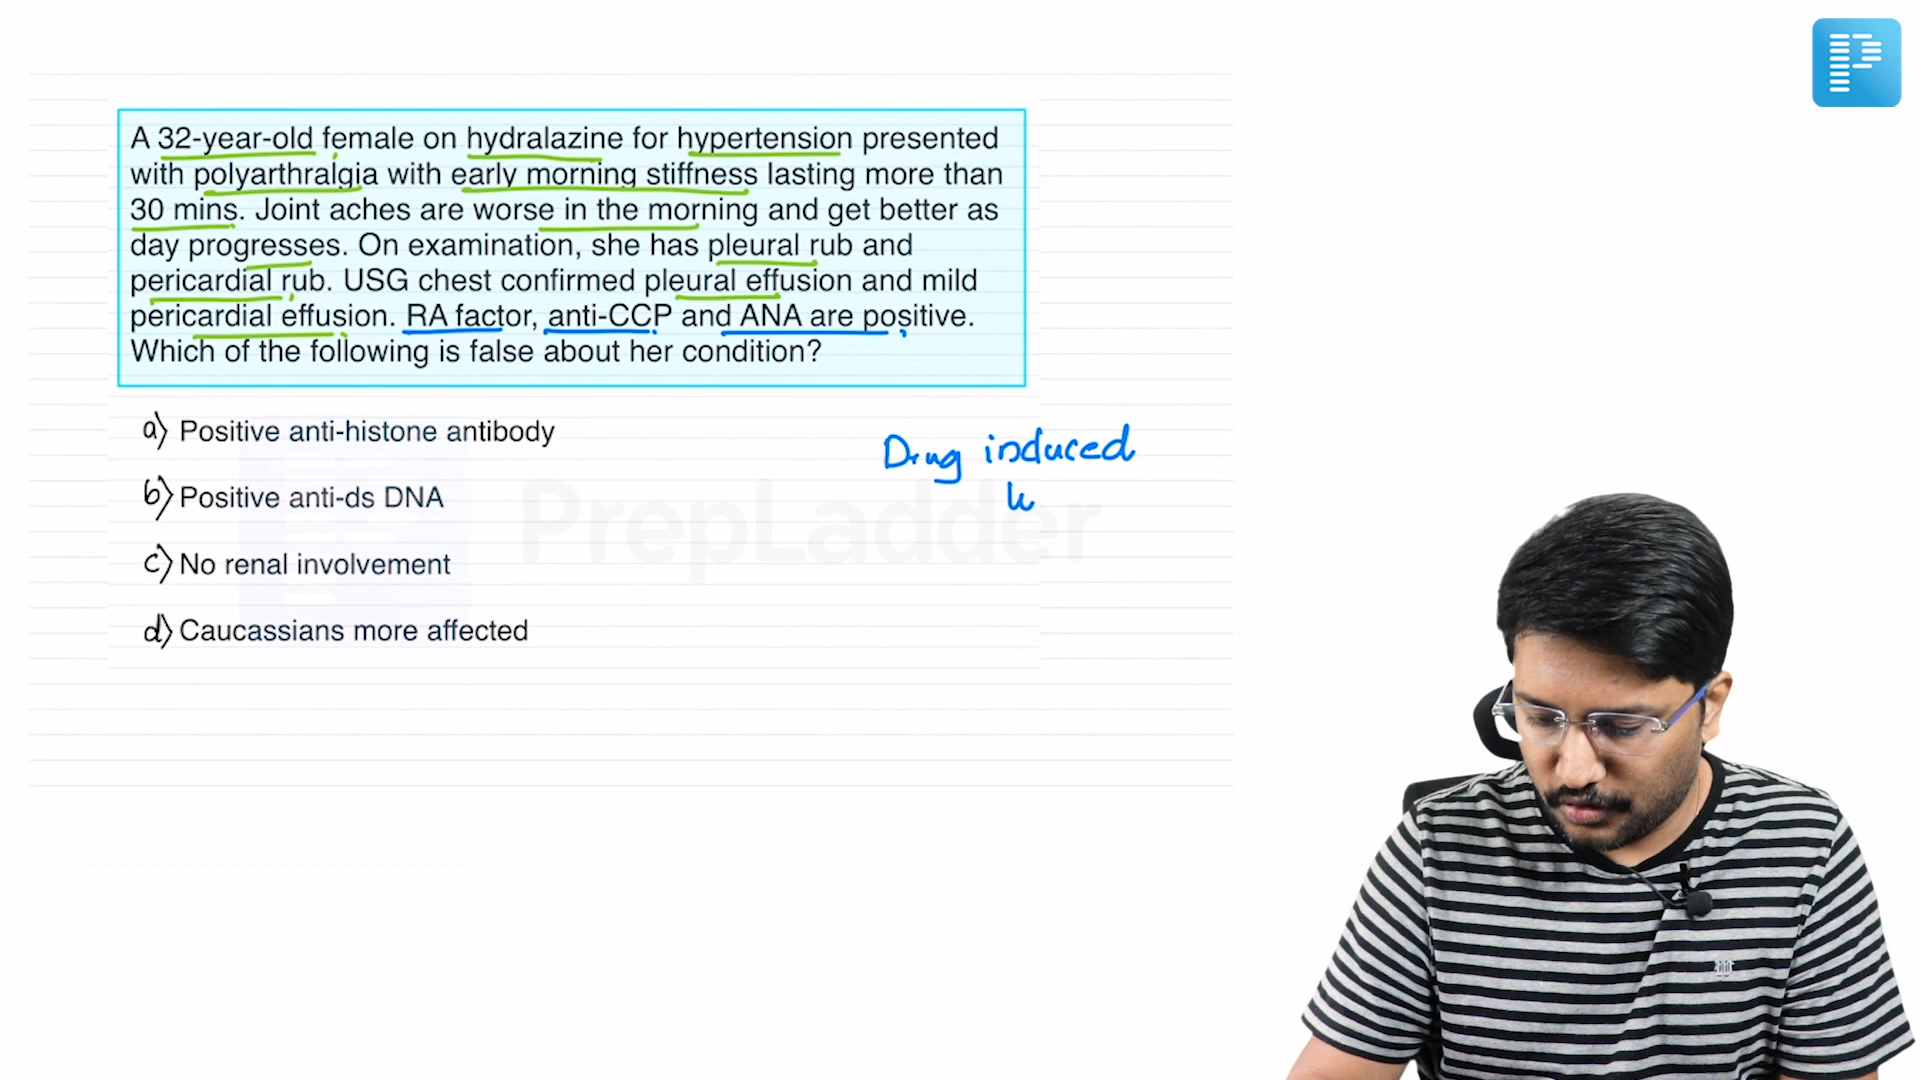 A 32-year-old female on hydralazine for hypertension presented
with polyarthralgia with early morning stiffness lasting more than
30 mins. Joint aches are worse in the morning and get better as
day progresses. On examination, she has pleural rub and
pericardial rub. USG chest confirmed pleural effusion and mild
pericardial effusion. RA factor, anti-CCP and ANA are positive.
Which of the following is false about her condition?
a) Positive anti-histone antibody
Drug induced
b) Positive anti-ds DNA
PrepLadder
c) No renal involvement
d) Caucassians more affected